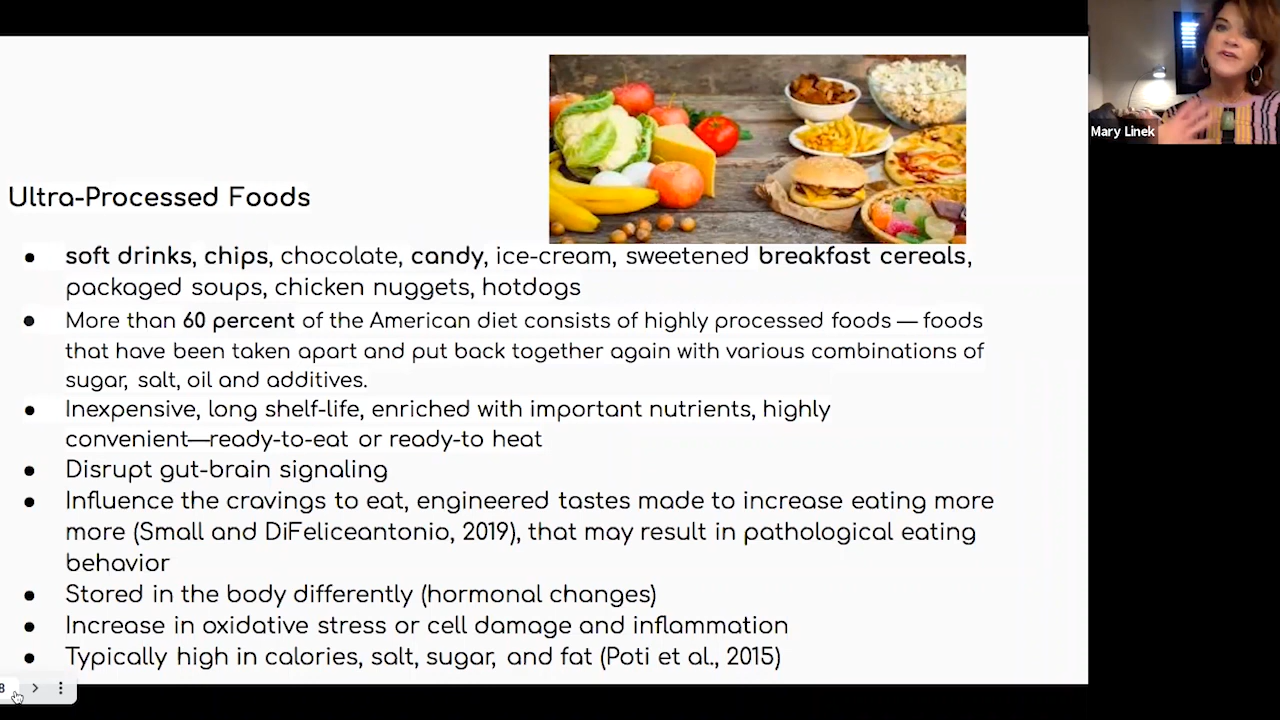 Mary Linek
Ultra-Processed Foods
● soft drinks, chips, chocolate, candy, ice-cream, sweetened breakfast cereals,
packaged soups, chicken nuggets, hotdogs
● More than 60 percent of the American diet consists of highly processed foods — foods
that have been taken apart and put back together again with various combinations of
sugar, salt, oil and additives.
● Inexpensive, long shelf-life, enriched with important nutrients, highly
convenient—ready-to-eat or ready-to heat
● Disrupt gut-brain signaling
● Influence the cravings to eat, engineered tastes made to increase eating more
more (Small and DiFeliceantonio, 2019), that may result in pathological eating
behavior
● Stored in the body differently (hormonal changes)
● Increase in oxidative stress or cell damage and inflammation
● Typically high in calories, salt, sugar, and fat (Poti et al., 2015)
8